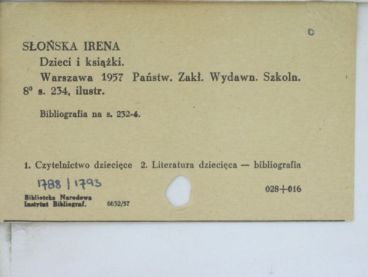 SŁOŃSKA IRENA
Dzieci i książki.
Warszawa 1957 Państw. Zakł. Wydawn. Szkoln.
8° s. 234, ilustr.
Bibliografia na s. 232-4.
1. Czytelnictwo dziecięce 2. Literatura dziecięca — bibliografia
1788 / 1793
028+016
Biblioteka Narodowa
Instytut Bibliograf. 6632/57